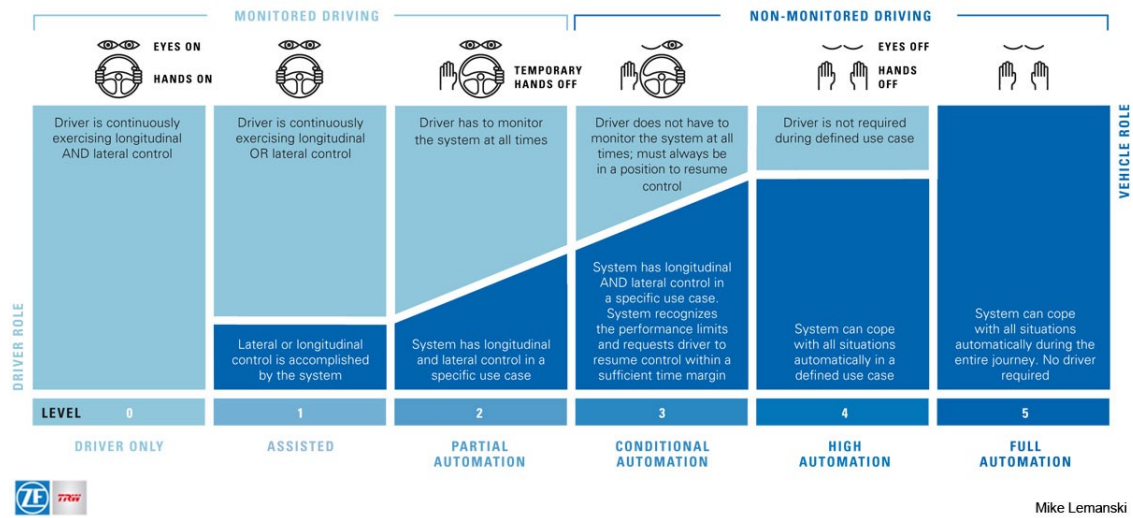 MONITORED DRIVING
NON-MONITORED DRIVING
EYES ON
HANDS ON
TEMPORARY
HANDS OFF
EYES OFF
HANDS
OFF
Driver is continuously
exercising longitudinal
AND lateral control
Driver is continuously
exercising longitudinal
OR lateral control
Driver has to monitor
the system at all times
Driver does not have to
monitor the system at all
times; must always be
in a position to resume
control
Driver is not required
during defined use case
VEHICLE ROLE
DRIVER ROLE
Lateral or longitudinal
control is accomplished
by the system
System has longitudinal
and lateral control in a
specific use case
System has longitudinal
AND lateral control in
a specific use case.
System recognizes
the performance limits
and requests driver to
resume control within a
sufficient time margin
System can cope
with all situations
automatically in a
defined use case
System can cope
with all situations
automatically during the
entire journey. No driver
required
LEVEL 0 1 2 3 4 5
DRIVER ONLY
ASSISTED
PARTIAL
AUTOMATION
CONDITIONAL
AUTOMATION
HIGH
AUTOMATION
FULL
AUTOMATION
ZF TRW
Mike Lemanski